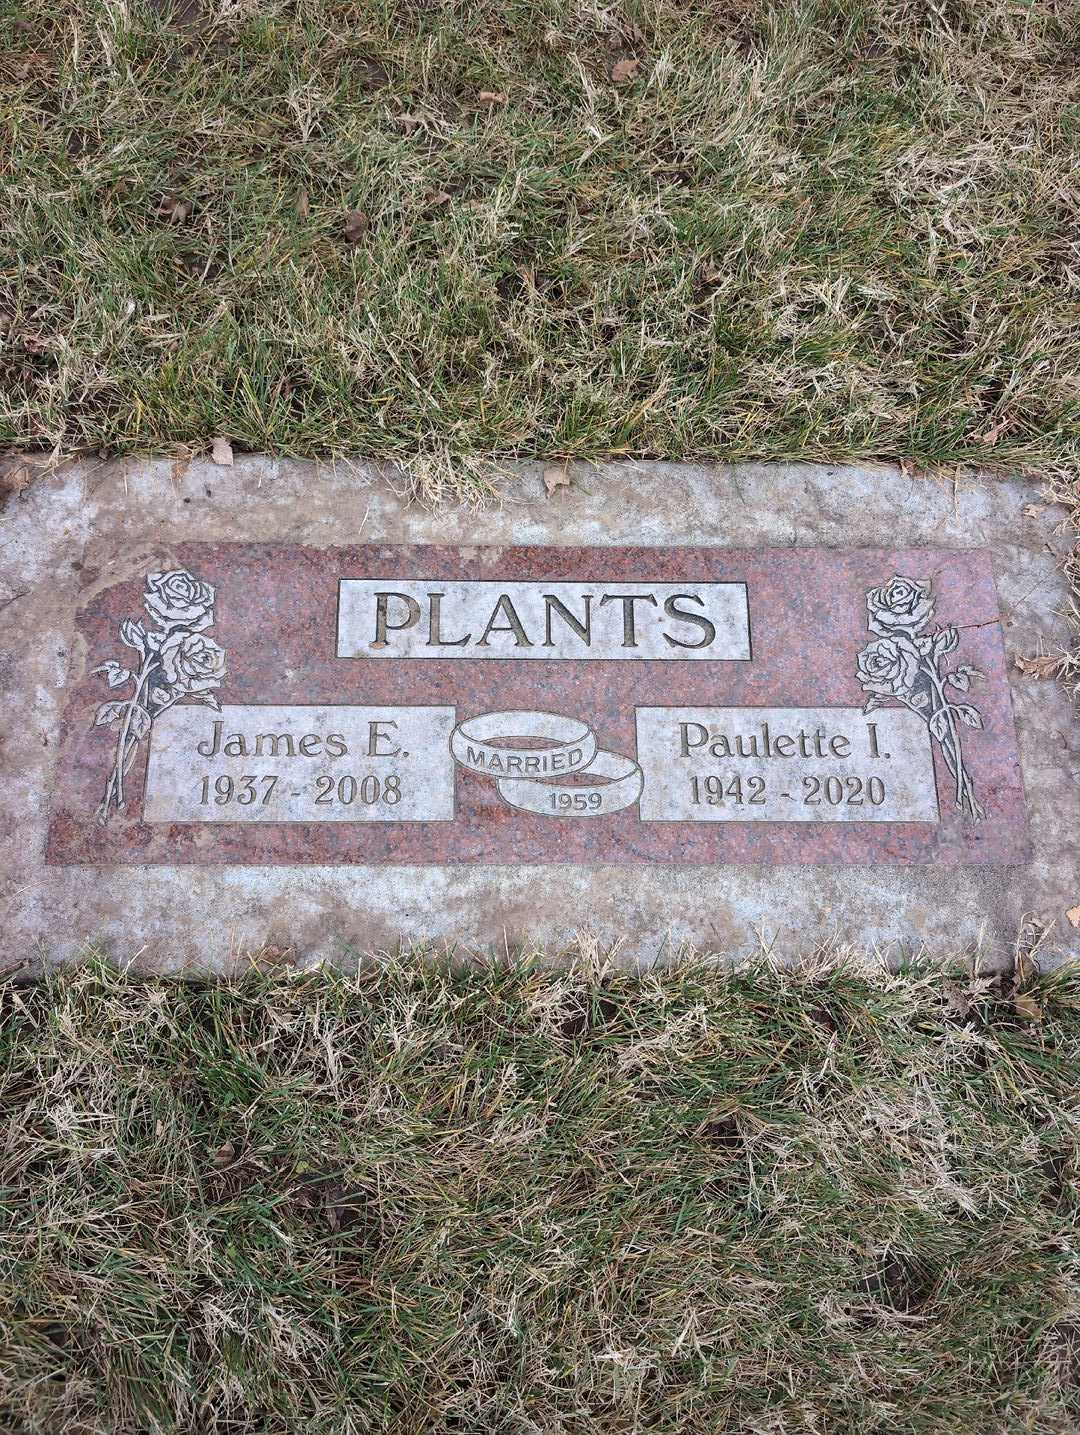 PLANTS
James E.
1937 - 2008
MARRIED
1959
Paulette I.
1942 - 2020